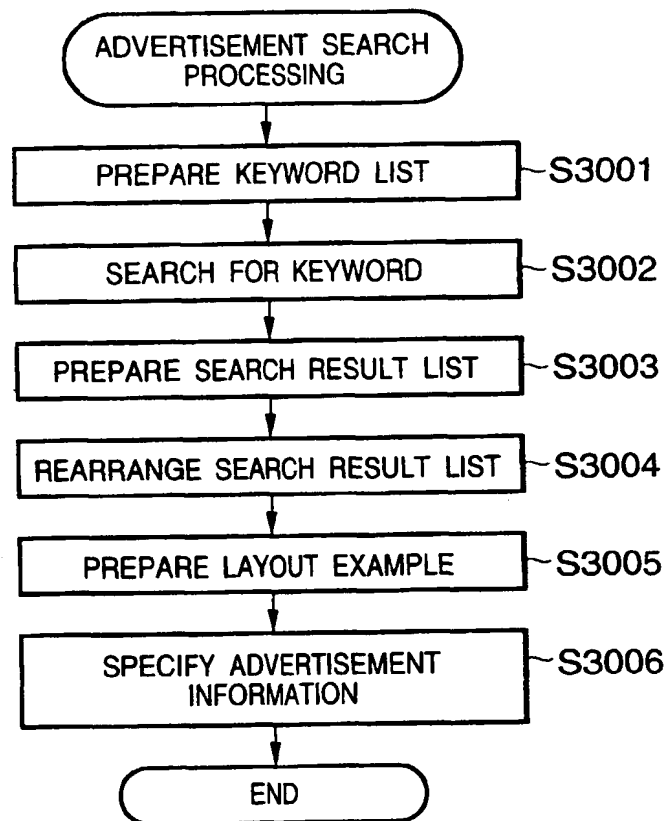 ADVERTISEMENT SEARCH
PROCESSING
PREPARE KEYWORD LIST
S3001
SEARCH FOR KEYWORD
S3002
PREPARE SEARCH RESULT LIST
S3003
REARRANGE SEARCH RESULT LIST
S3004
PREPARE LAYOUT EXAMPLE
S3005
SPECIFY ADVERTISEMENT
INFORMATION
S3006
END